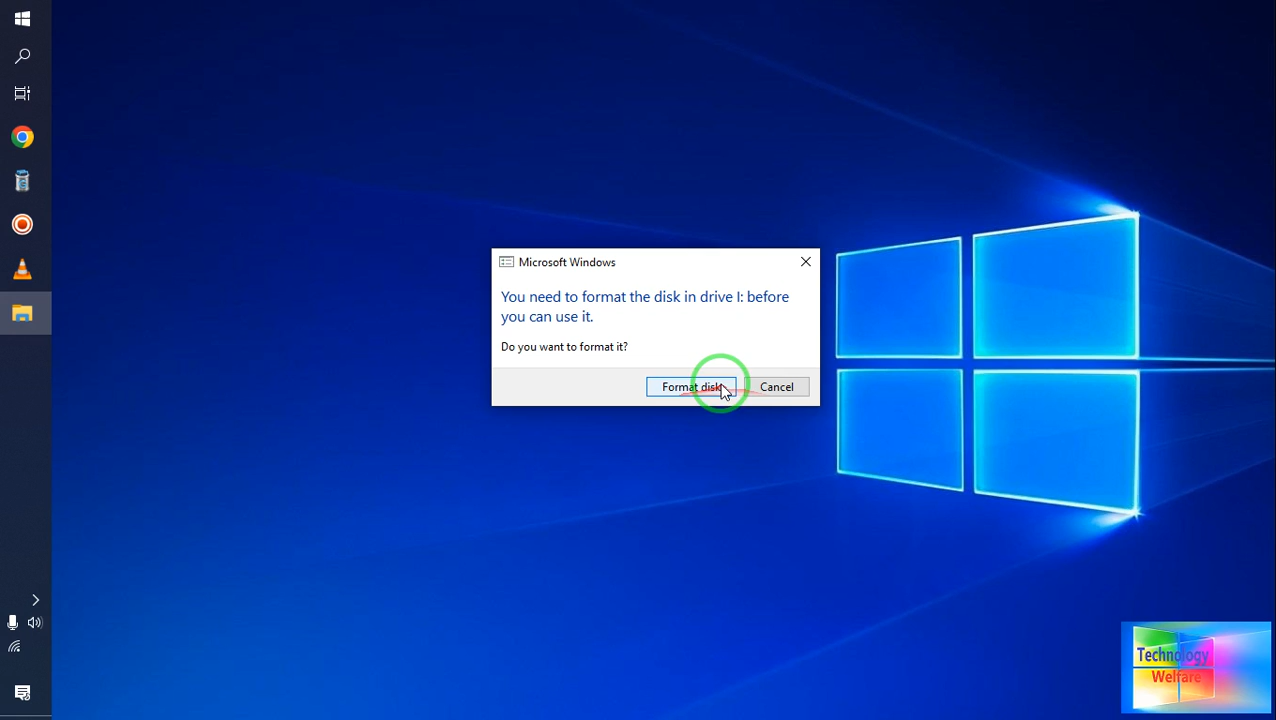 Microsoft Windows
You need to format the disk in drive I: before
you can use it.
Do you want to format it?
Format disk
Cancel
Technology
Welfare